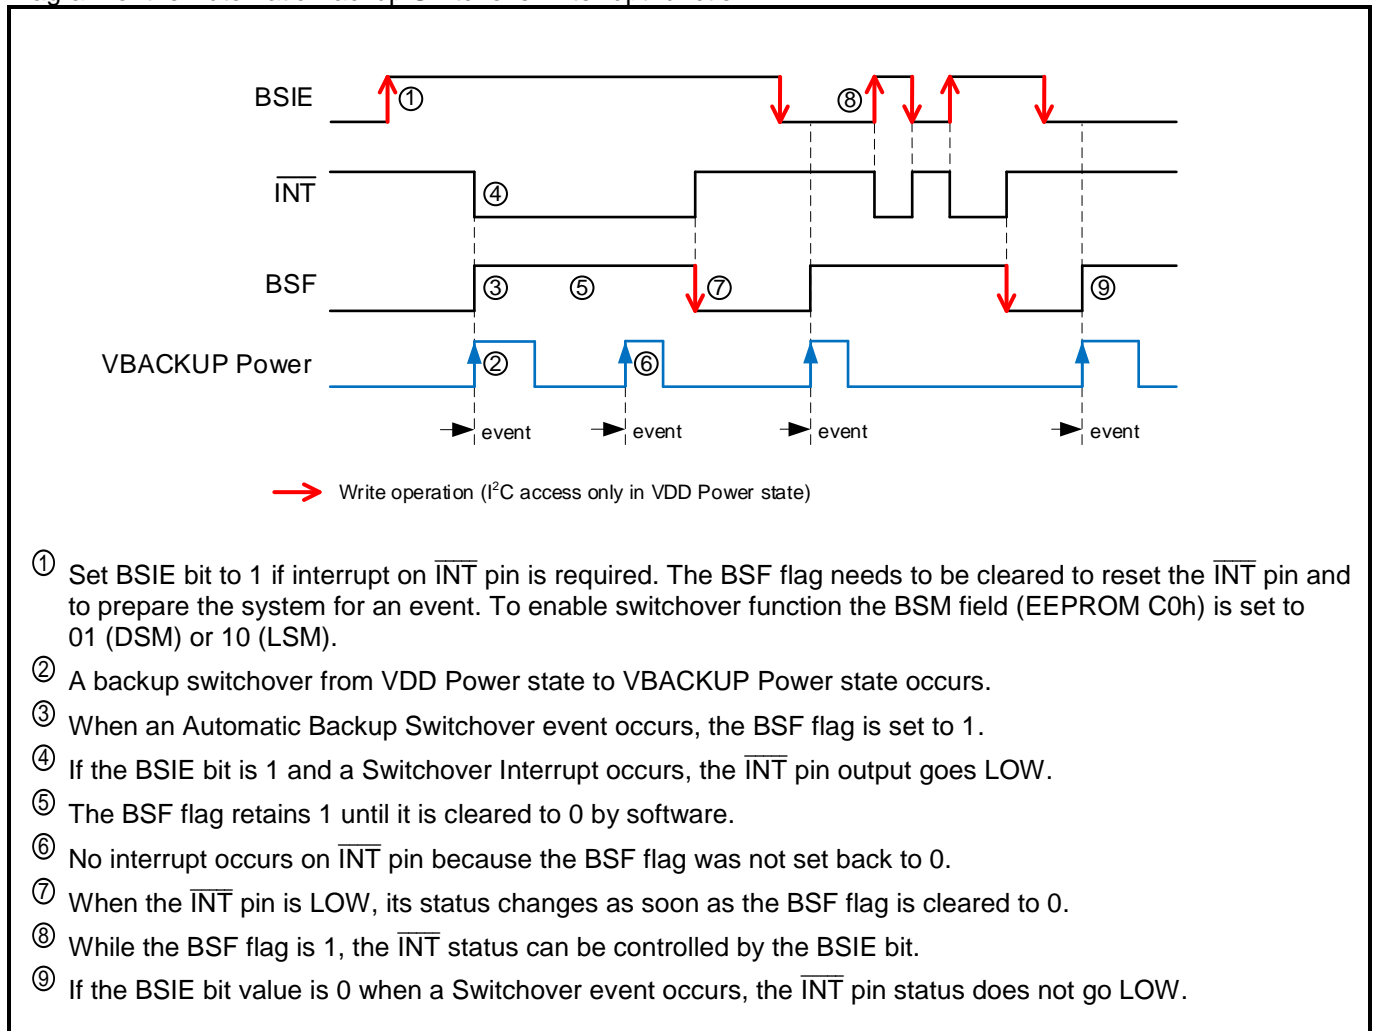 BSIE
①
⑧
INT
④
BSF
③
⑤
⑦
⑨
VBACKUP Power
②
⑥
event
event
event
event
Write operation (I²C access only in VDD Power state)
① Set BSIE bit to 1 if interrupt on INT pin is required. The BSF flag needs to be cleared to reset the INT pin and
to prepare the system for an event. To enable switchover function the BSM field (EEPROM C0h) is set to
01 (DSM) or 10 (LSM).
② A backup switchover from VDD Power state to VBACKUP Power state occurs.
③ When an Automatic Backup Switchover event occurs, the BSF flag is set to 1.
④ If the BSIE bit is 1 and a Switchover Interrupt occurs, the INT pin output goes LOW.
⑤ The BSF flag retains 1 until it is cleared to 0 by software.
⑥ No interrupt occurs on INT pin because the BSF flag was not set back to 0.
⑦ When the INT pin is LOW, its status changes as soon as the BSF flag is cleared to 0.
⑧ While the BSF flag is 1, the INT status can be controlled by the BSIE bit.
⑨ If the BSIE bit value is 0 when a Switchover event occurs, the INT pin status does not go LOW.